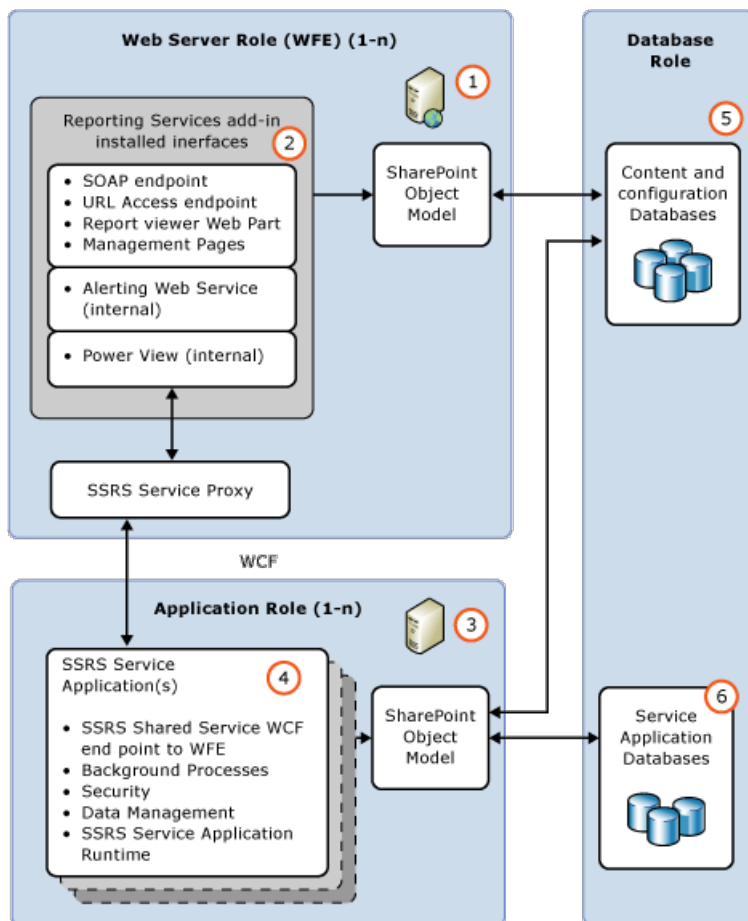 Web Server Role (WFE) (1-n)
1
Reporting Services add-in
installed inerfaces
2
• SOAP endpoint
• URL Access endpoint
• Report viewer Web Part
• Management Pages
• Alerting Web Service
(internal)
• Power View (internal)
SharePoint
Object
Model
SSRS Service Proxy
WCF
Application Role (1-n)
3
SSRS Service
Application(s)
4
• SSRS Shared Service WCF
end point to WFE
• Background Processes
• Security
• Data Management
• SSRS Service Application
Runtime
SharePoint
Object
Model
Database
Role
5
Content and
configuration
Databases
6
Service
Application
Databases